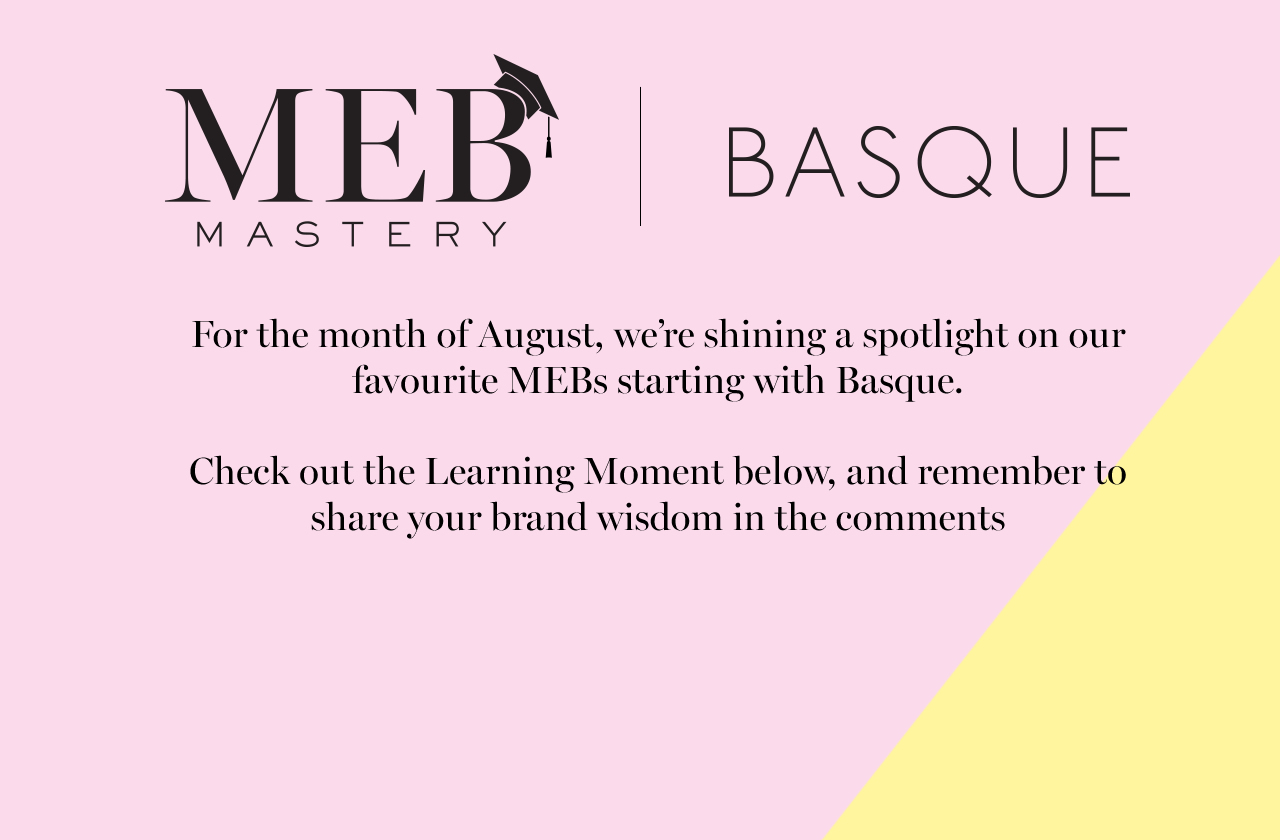 MEB
MASTERY
BASQUE
For the month of August, we’re shining a spotlight on our
favourite MEBs starting with Basque.
Check out the Learning Moment below, and remember to
share your brand wisdom in the comments